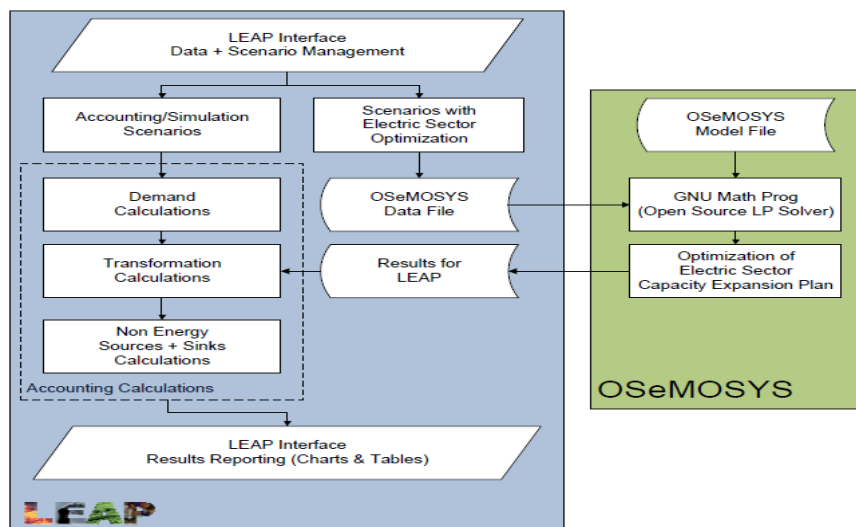 LEAP Interface
Data + Scenario Management
Accounting/Simulation
Scenarios
Scenarios with
Electric Sector
Optimization
OSeMOSYS
Model File
Demand
Calculations
OSeMOSYS
Data File
GNU Math Prog
(Open Source LP Solver)
Transformation
Calculations
Results for
LEAP
Optimization of
Electric Sector
Capacity Expansion Plan
Non Energy
Sources + Sinks
Calculations
Accounting Calculations
OSeMOSYS
LEAP Interface
Results Reporting (Charts & Tables)
LEAP